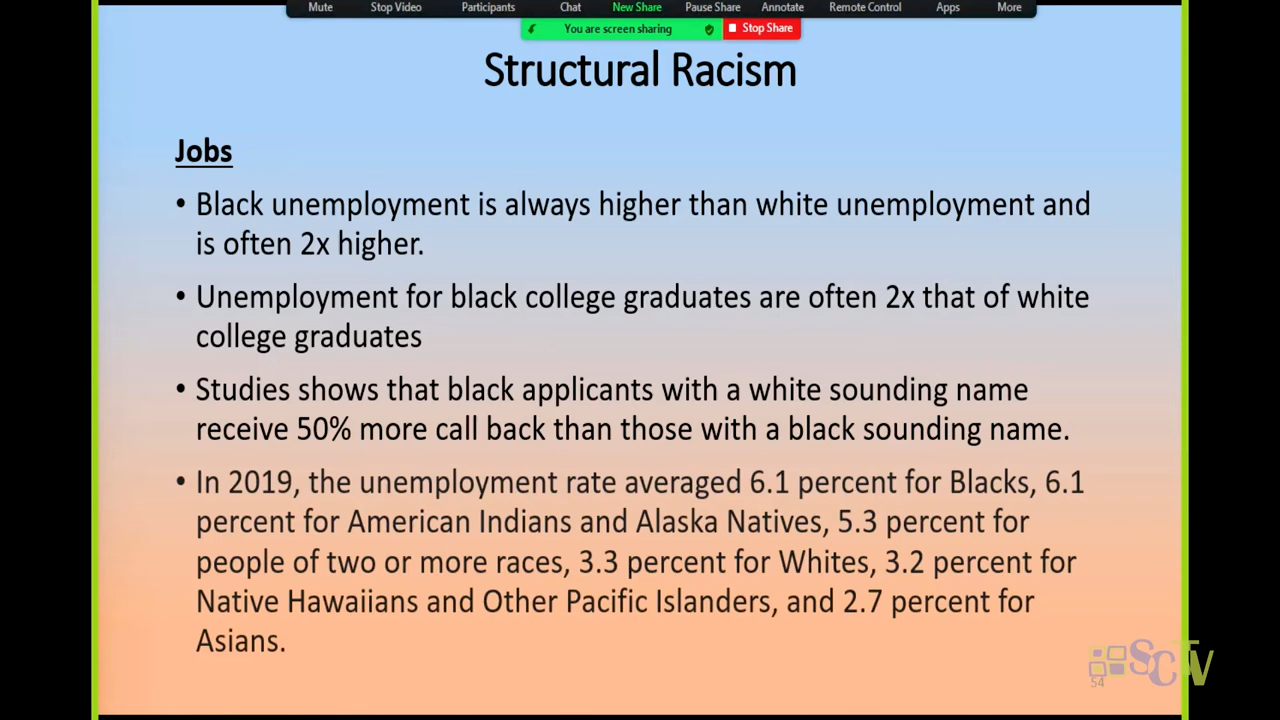 Mute Stop Video Participants Chat New Share Pause Share Annotate Remote Control Apps More
You are screen sharing Stop Share
Structural Racism
Jobs
• Black unemployment is always higher than white unemployment and
is often 2x higher.
• Unemployment for black college graduates are often 2x that of white
college graduates
• Studies shows that black applicants with a white sounding name
receive 50% more call back than those with a black sounding name.
• In 2019, the unemployment rate averaged 6.1 percent for Blacks, 6.1
percent for American Indians and Alaska Natives, 5.3 percent for
people of two or more races, 3.3 percent for Whites, 3.2 percent for
Native Hawaiians and Other Pacific Islanders, and 2.7 percent for
Asians.
SCTV
54